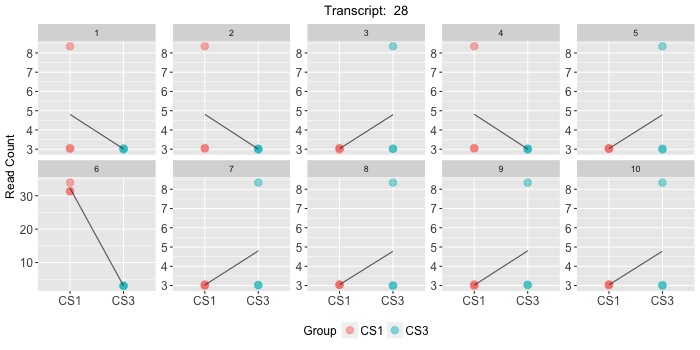 Transcript:  28
1 2 3 4 5
8 8 8 8 8
7 7 7 7 7
6 6 6 6 6
5 5 5 5 5
4 4 4 4 4
3 3 3 3 3
Read Count
6 7 8 9 10
30 8 8 8 8
7 7 7 7
20 6 6 6 6
5 5 5 5
10 4 4 4 4
3 3 3 3
CS1 CS3 CS1 CS3 CS1 CS3 CS1 CS3 CS1 CS3
Group CS1 CS3